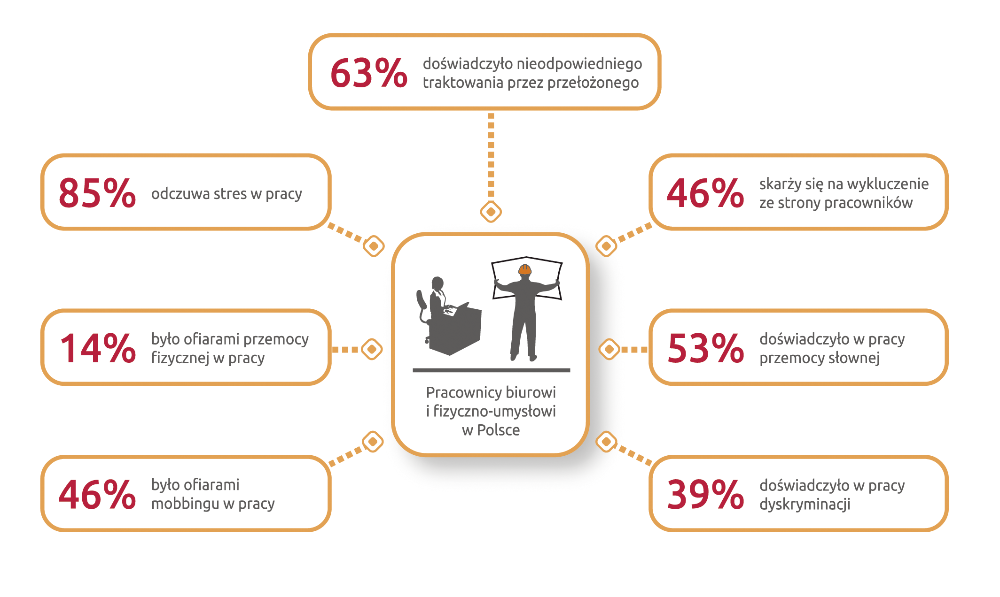 63%
doświadczyło nieodpowiedniego
traktowania przez przełożonego
85%
odczuwa stres w pracy
46%
skarży się na wykluczenie
ze strony pracowników
14%
było ofiarami przemocy
fizycznej w pracy
53%
doświadczyło w pracy
przemocy słownej
Pracownicy biurowi
i fizyczno-umysłowi
w Polsce
46%
było ofiarami
mobbingu w pracy
39%
doświadczyło w pracy
dyskryminacji